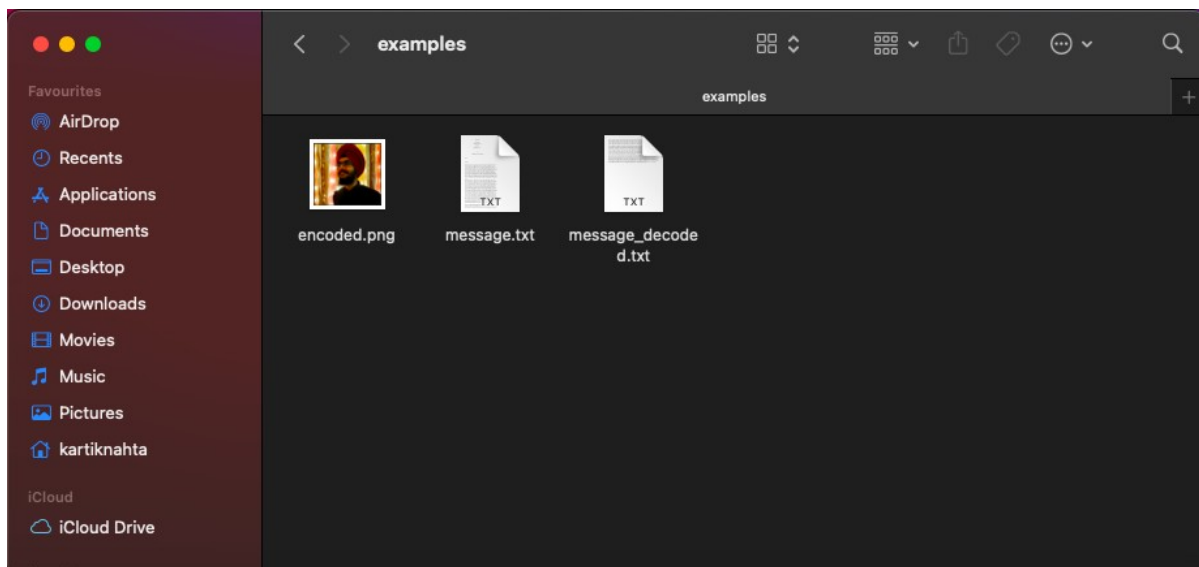 examples
Favourites
examples
AirDrop
Recents
Applications
Documents
Desktop
Downloads
Movies
Music
Pictures
kartiknahta
iCloud
iCloud Drive
TXT
TXT
encoded.png
message.txt
message_decode
d.txt